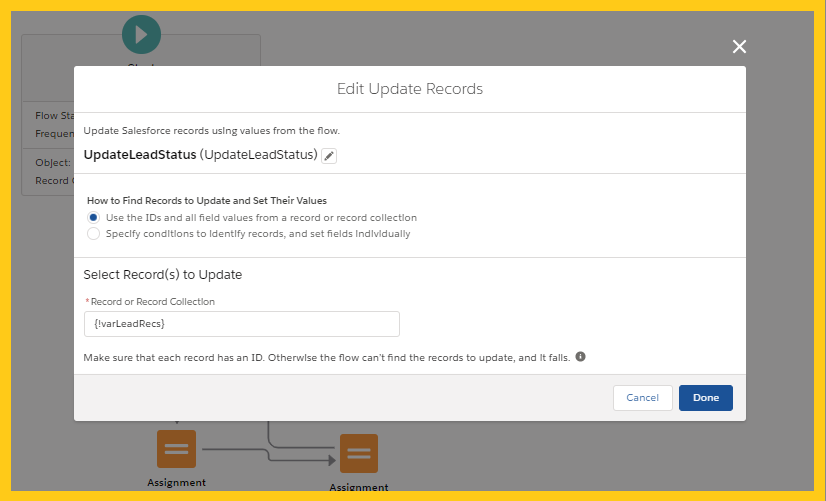 Edit Update Records
Flow Sta
Frequen
Object:
Record
Update Salesforce records using values from the flow.
UpdateLeadStatus (UpdateLeadStatus)
How to Find Records to Update and Set Their Values
Use the IDs and all field values from a record or record collection
Specify conditions to identify records, and set fields individually
Select Record(s) to Update
*Record or Record Collection
{!varLeadRecs}
Make sure that each record has an ID. Otherwise the flow can't find the records to update, and it fails.
Cancel
Done
Assignment
Assignment